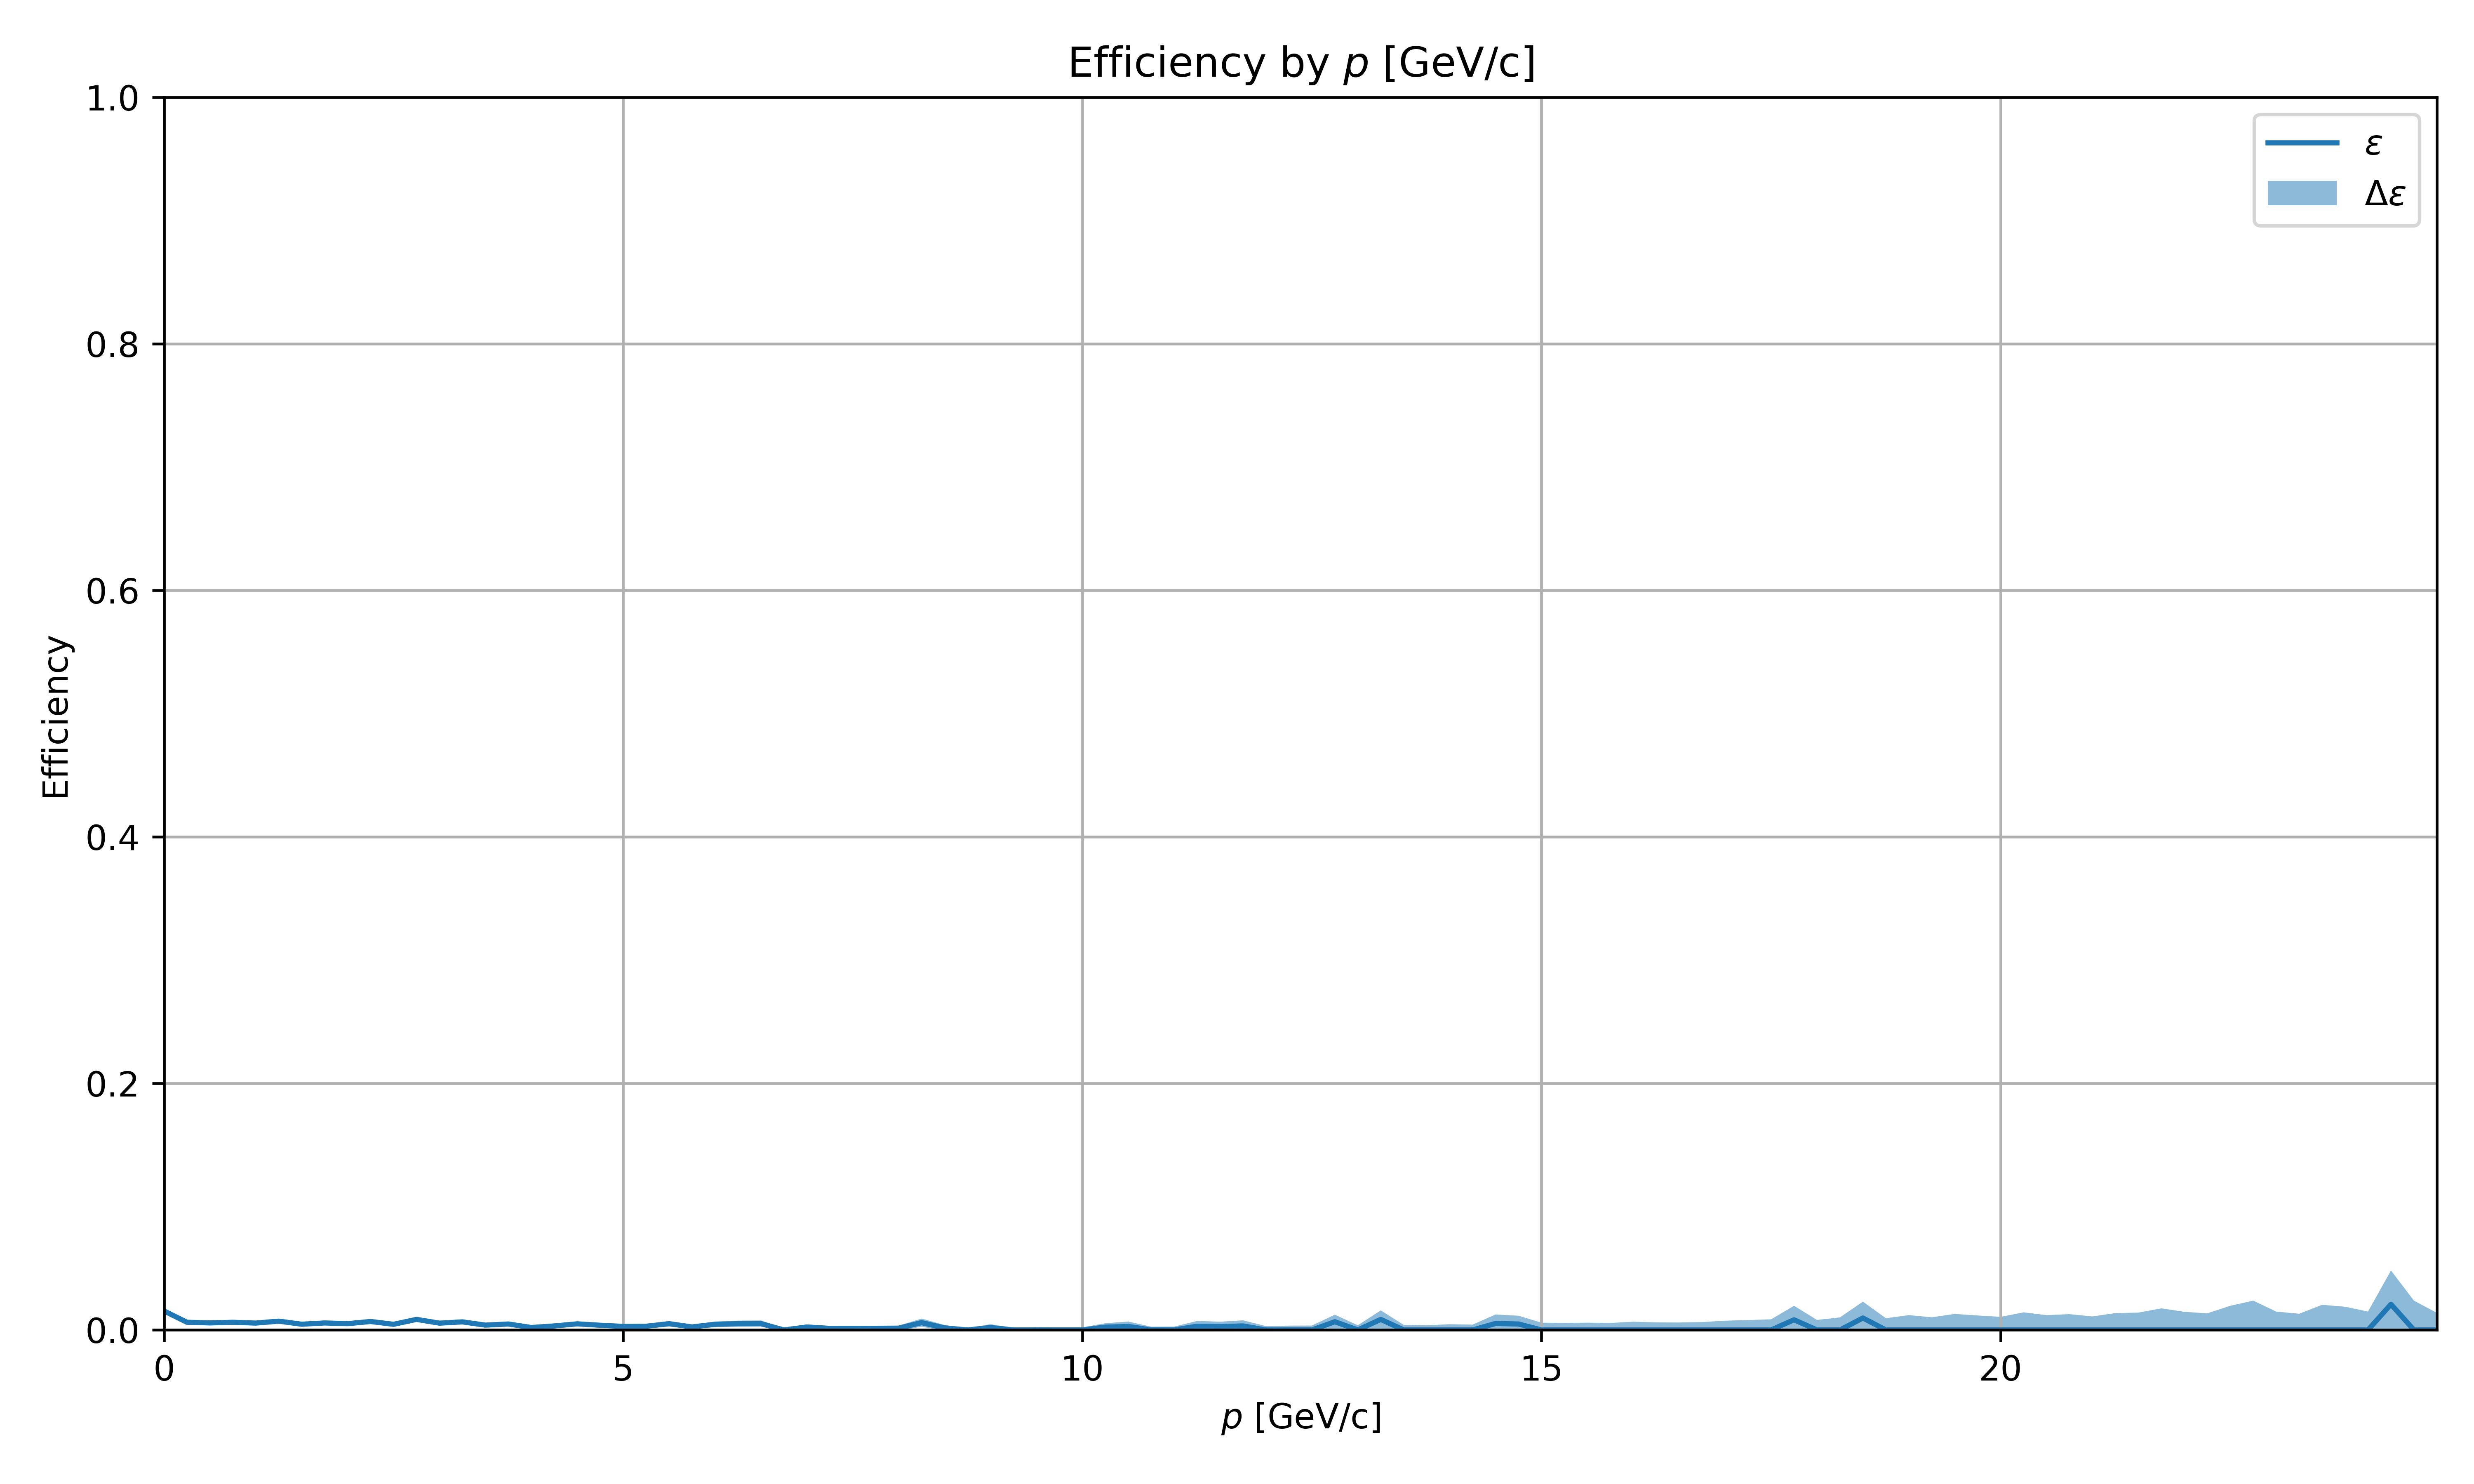 Efficiency by p [GeV/c]
1.0
0.8
0.6
0.4
0.2
0.0
Efficiency
ε
Δε
0 5 10 15 20
p [GeV/c]